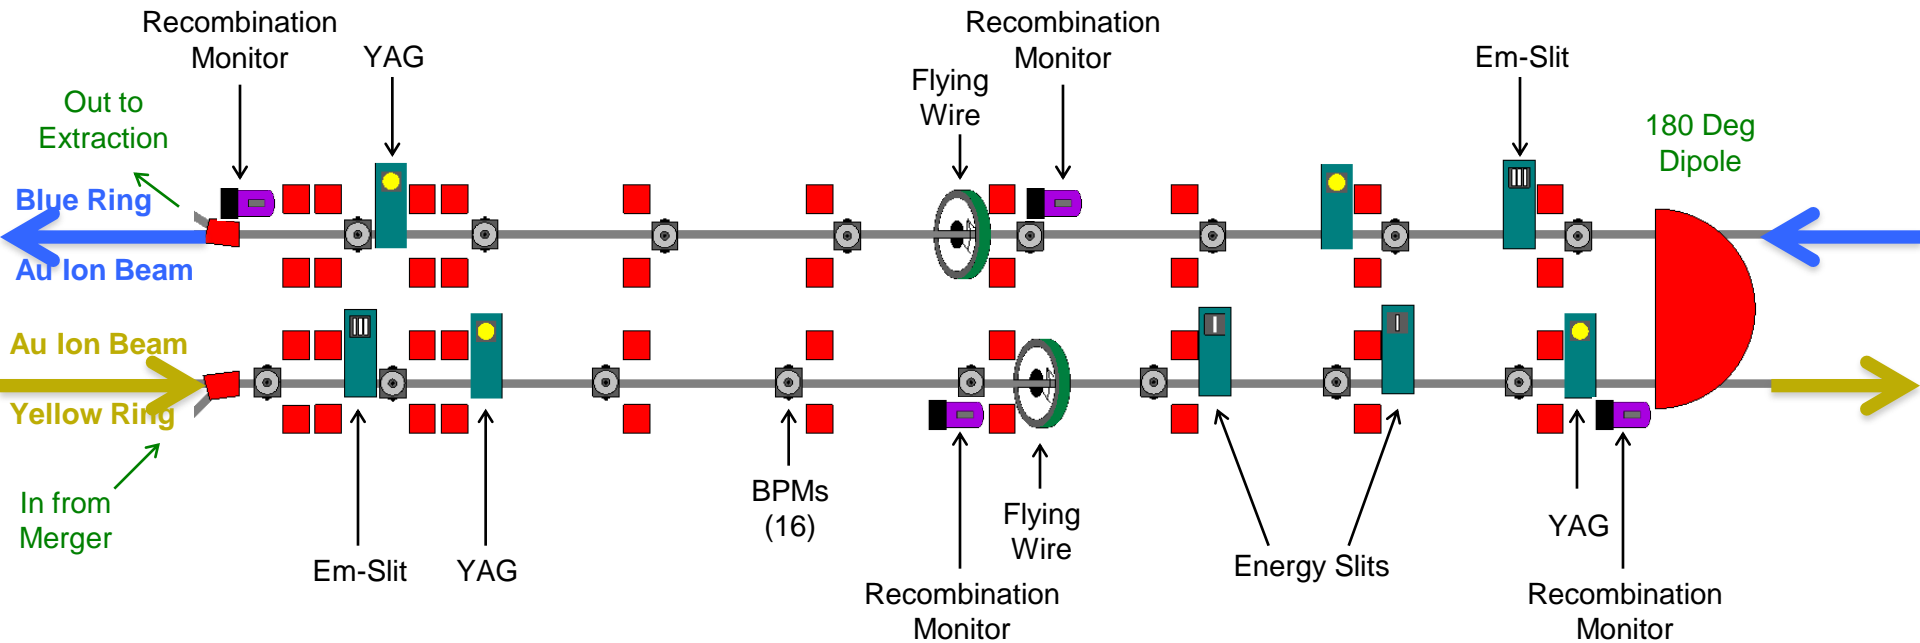 Recombination
Monitor
YAG
Recombination
Monitor
Em-Slit
Flying
Wire
Out to
Extraction
180 Deg
Dipole
Blue Ring
Au Ion Beam
Au Ion Beam
Yellow Ring
In from
Merger
BPMs
(16)
Flying
Wire
YAG
Em-Slit
YAG
Energy Slits
Recombination
Monitor
Recombination
Monitor